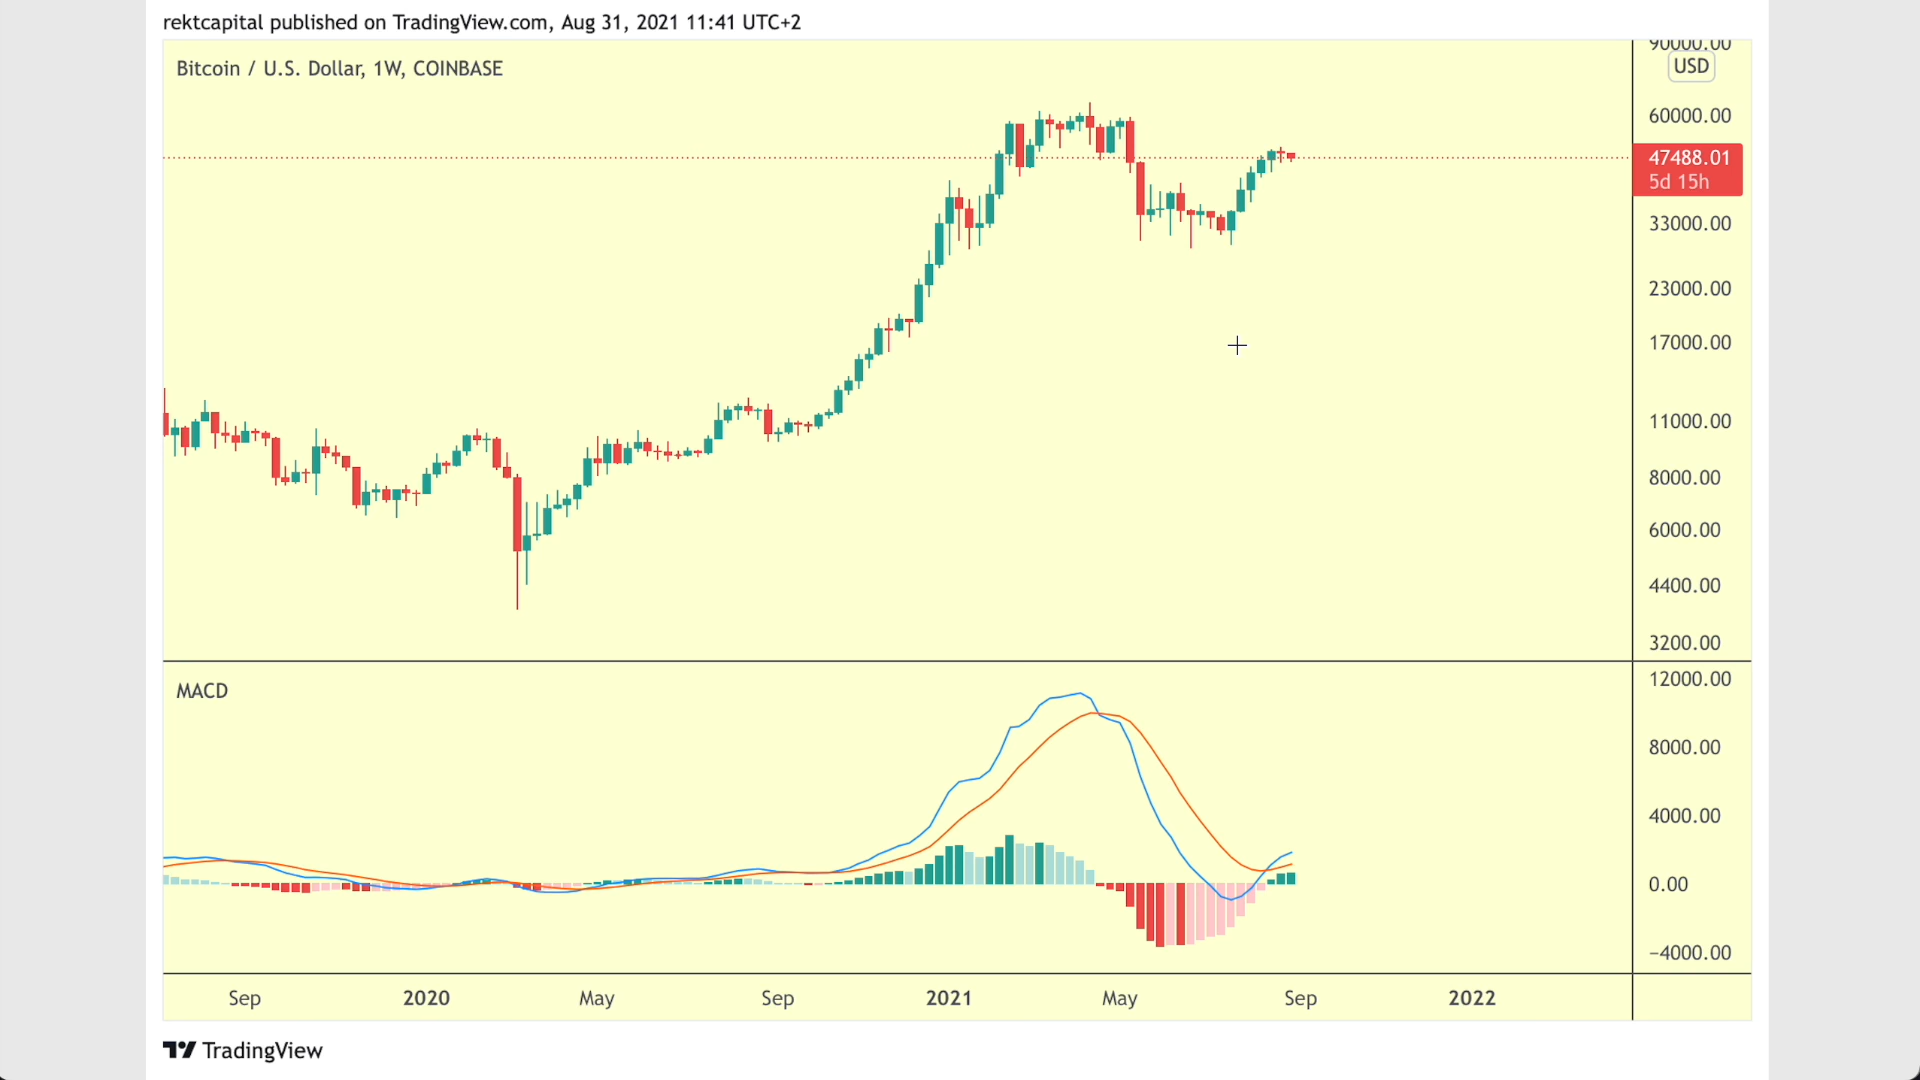 rektcapital published on TradingView.com, Aug 31, 2021 11:41 UTC+2
Bitcoin / U.S. Dollar, 1W, COINBASE
90000.00
USD
60000.00
47488.01
5d 15h
33000.00
23000.00
17000.00
11000.00
8000.00
6000.00
4400.00
3200.00
MACD
12000.00
8000.00
4000.00
0.00
−4000.00
Sep 2020 May Sep 2021 May Sep 2022
TradingView